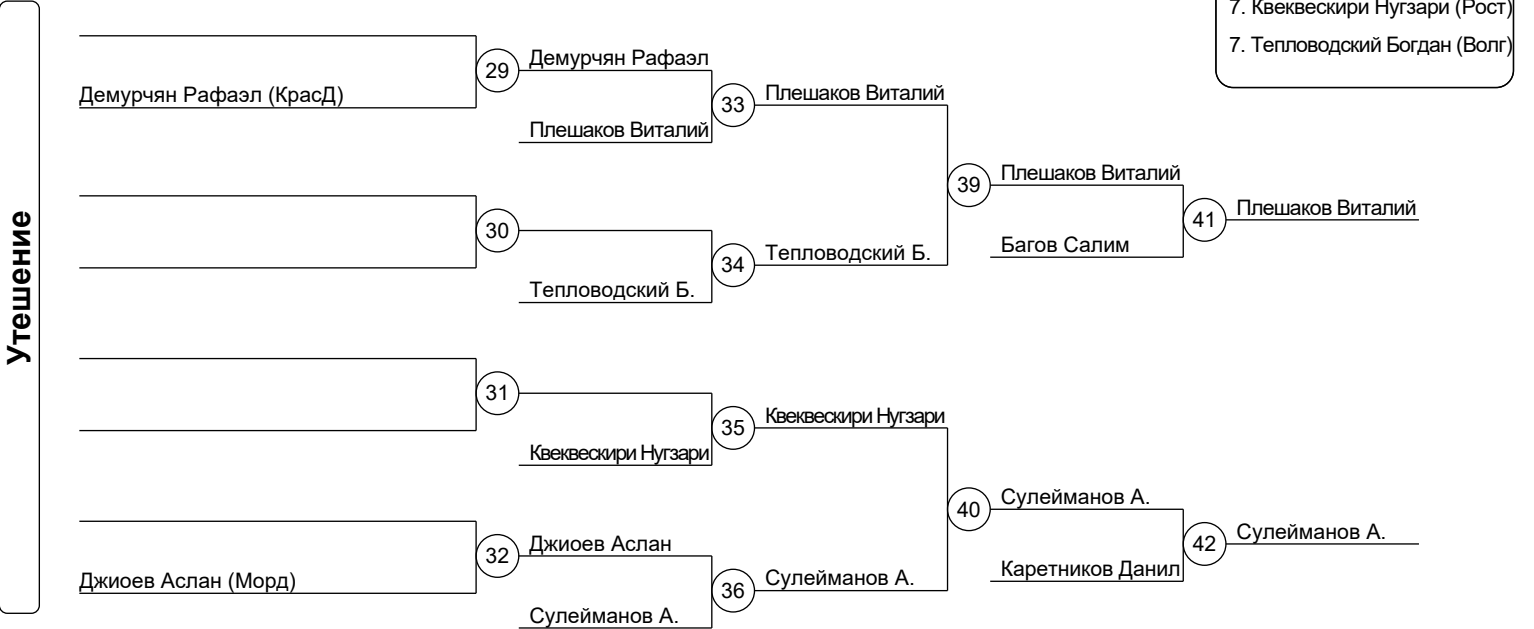 7. Квеквескири Нугзари (Рост)
7. Тепловодский Богдан (Волг)
Утешение
Демурчян Рафаэл (КрасД)
29
Демурчян Рафаэл
Плешаков Виталий
33
Плешаков Виталий
30
Тепловодский Б.
34
Тепловодский Б.
39
Плешаков Виталий
Багов Салим
41
Плешаков Виталий
31
Квеквескири Нугзари
35
Квеквескири Нугзари
Джиоев Аслан (Морд)
32
Джиоев Аслан
Сулейманов А.
36
Сулейманов А.
40
Сулейманов А.
Каретников Данил
42
Сулейманов А.